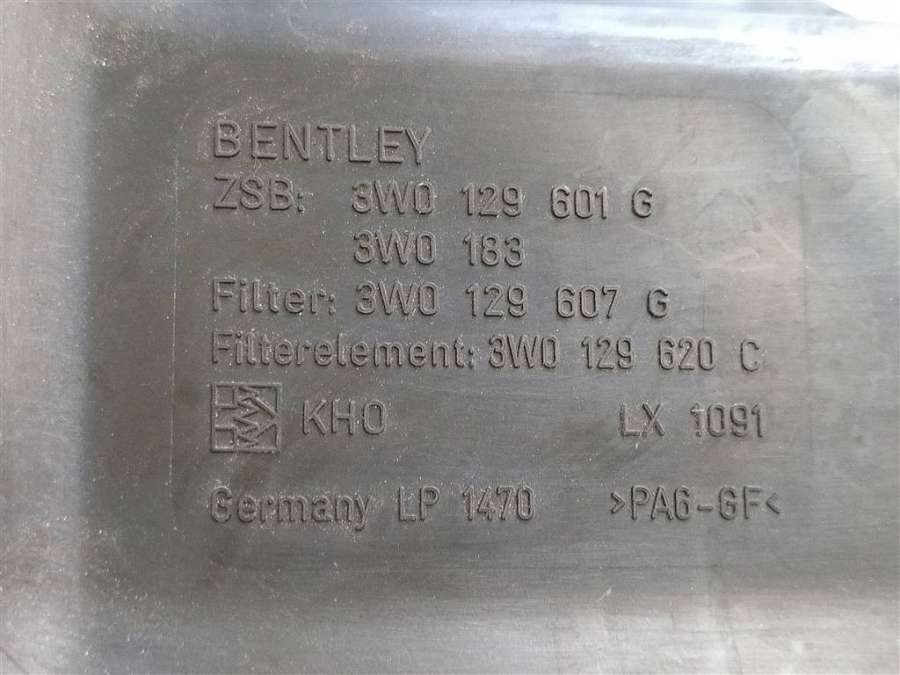 BENTLEY
ZSB: 3W0 129 601 G
3W0 183
Filter: 3W0 129 607 G
Filterelement: 3W0 129 620 C
KHO LX 1091
Germany LP 1470 >PA6-GF<